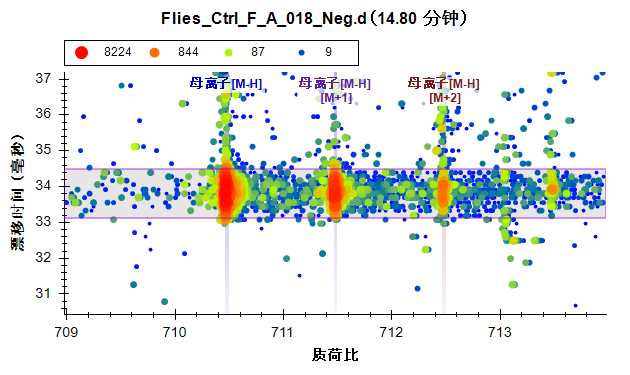 Flies_Ctrl_F_A_018_Neg.d (14.80 分钟)
8224 844 87 9
母离子[M-H] 母离子[M-H] 母离子[M-H]
[M+1] [M+2]
漂移时间 (毫秒)
37
36
35
34
33
32
31
709 710 711 712 713
质荷比